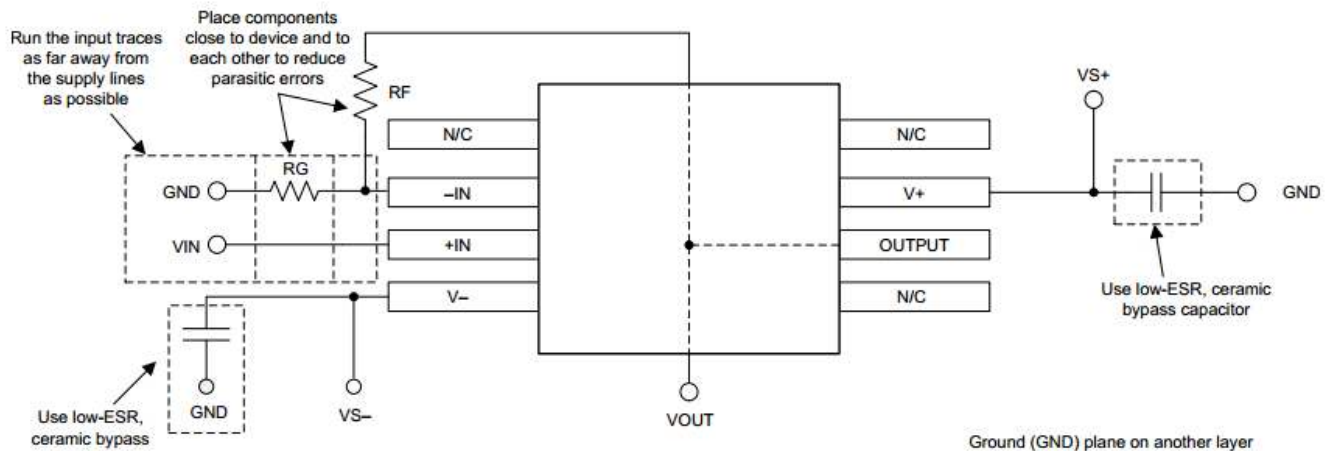 Place components
close to device and to
each other to reduce
parasitic errors
Run the input traces
as far away from
the supply lines
as possible
RF
VS+
N/C
N/C
RG
GND
–IN
V+
GND
VIN
+IN
OUTPUT
V–
N/C
Use low-ESR, ceramic
bypass capacitor
GND
VS–
VOUT
Use low-ESR,
ceramic bypass
Ground (GND) plane on another layer